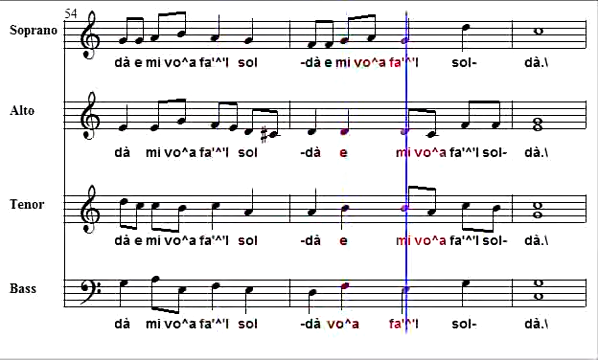 54
Soprano
dà e mi vo^a fa'^'l sol -dà e mi vo^a fa'^'l sol- dà.\
Alto
dà mi vo^a fa'^'l sol -dà e mi vo^a fa'^'l sol- dà.\
Tenor
dà e mi vo^a fa'^'l sol -dà e mi vo^a fa'^'l sol- dà.\
Bass
dà mi vo^a fa'^'l sol -dà vo^a fa'^'l sol- dà.\